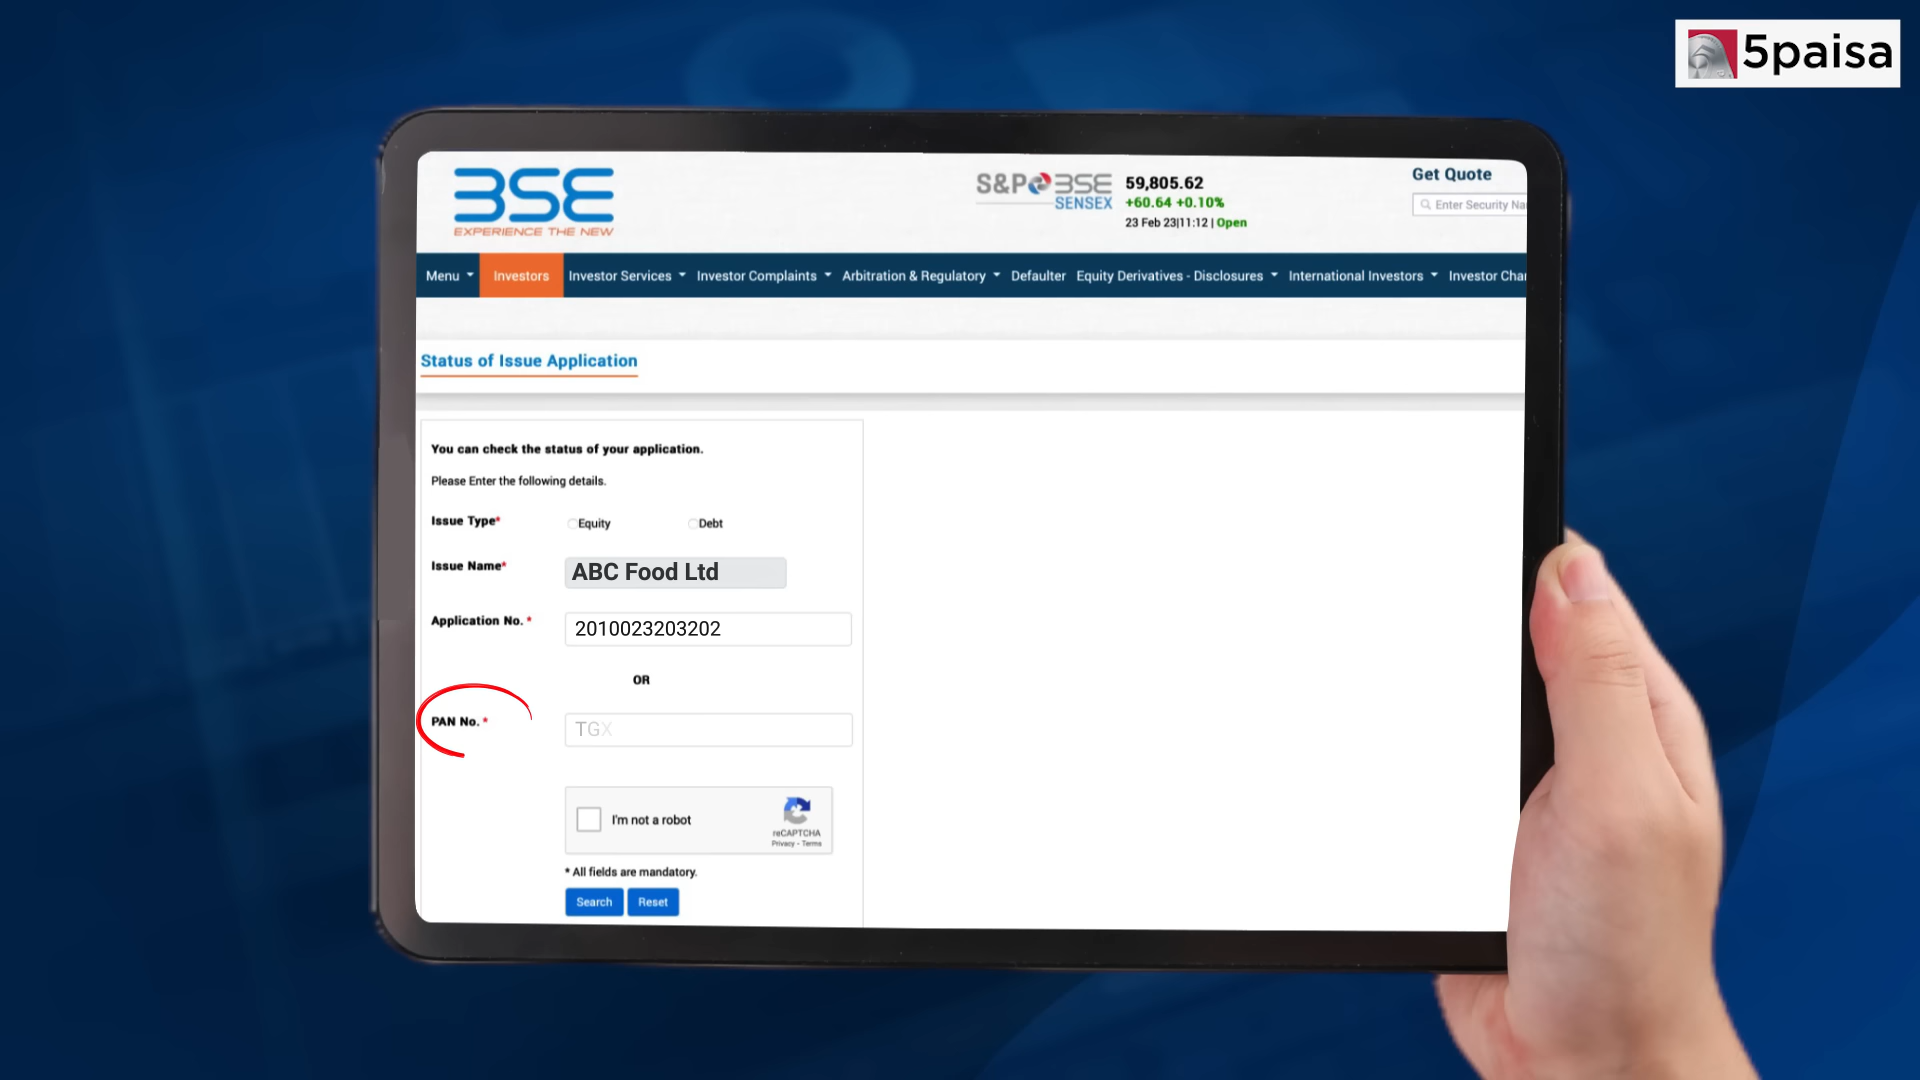 5paisa
BSE
EXPERIENCE THE NEW
S&P BSE
SENSEX
59,805.62
+60.64 +0.10%
23 Feb 23|11:12 | Open
Get Quote
Enter Security Na
Menu Investors Investor Services Investor Complaints Arbitration & Regulatory Defaulter Equity Derivatives - Disclosures International Investors Investor Char
Status of Issue Application
You can check the status of your application.
Please Enter the following details.
Issue Type* Equity Debt
Issue Name* ABC Food Ltd
Application No. * 2010023203202
OR
PAN No. * TGX
I'm not a robot
reCAPTCHA
Privacy - Terms
* All fields are mandatory.
Search Reset